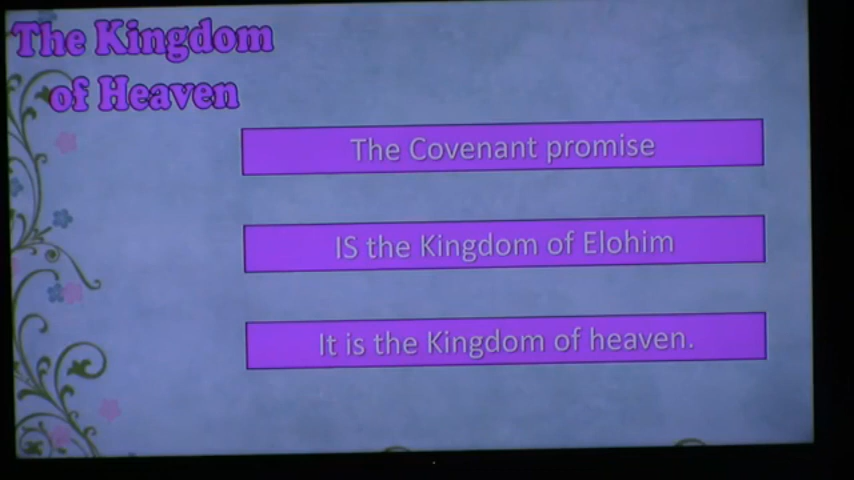 The Kingdom
of Heaven
The Covenant promise
IS the Kingdom of Elohim
It is the Kingdom of heaven.